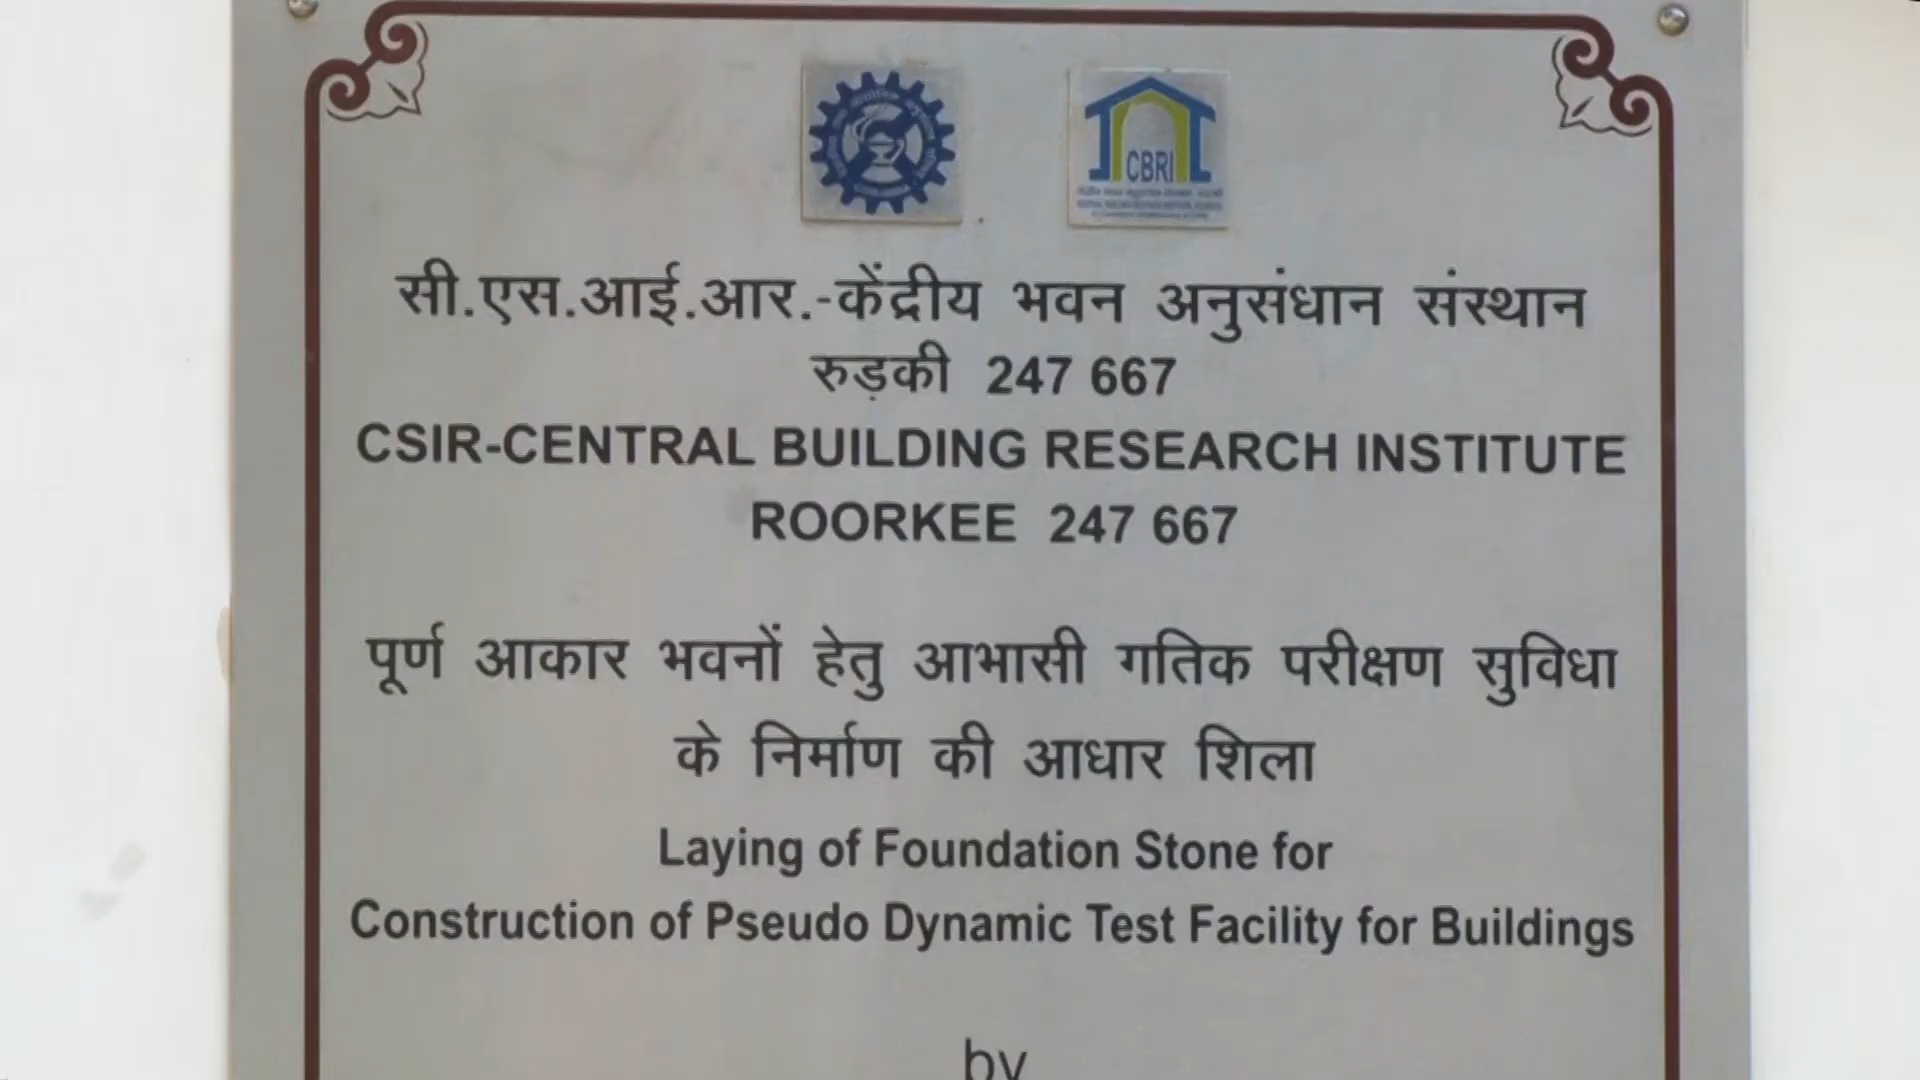 CBRI
सी.एस.आई.आर.-केंद्रीय भवन अनुसंधान संस्थान
रुड़की 247 667
CSIR-CENTRAL BUILDING RESEARCH INSTITUTE
ROORKEE 247 667
पूर्ण आकार भवनों हेतु आभासी गतिक परीक्षण सुविधा
के निर्माण की आधार शिला
Laying of Foundation Stone for
Construction of Pseudo Dynamic Test Facility for Buildings
by